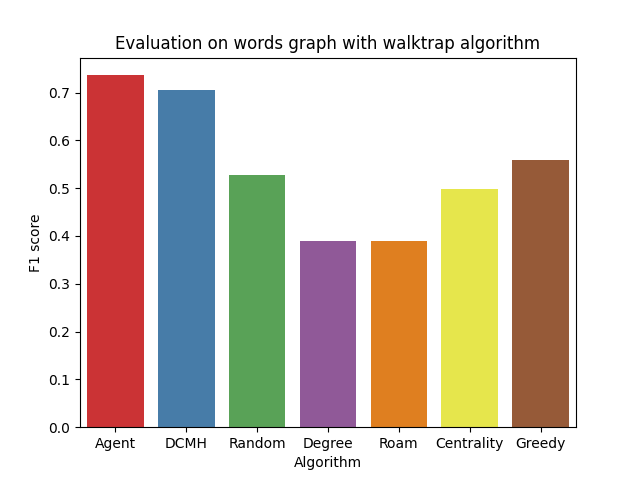 Evaluation on words graph with walktrap algorithm
0.7
0.6
0.5
0.4
0.3
0.2
0.1
0.0
F1 score
Agent DCMH Random Degree Roam Centrality Greedy
Algorithm